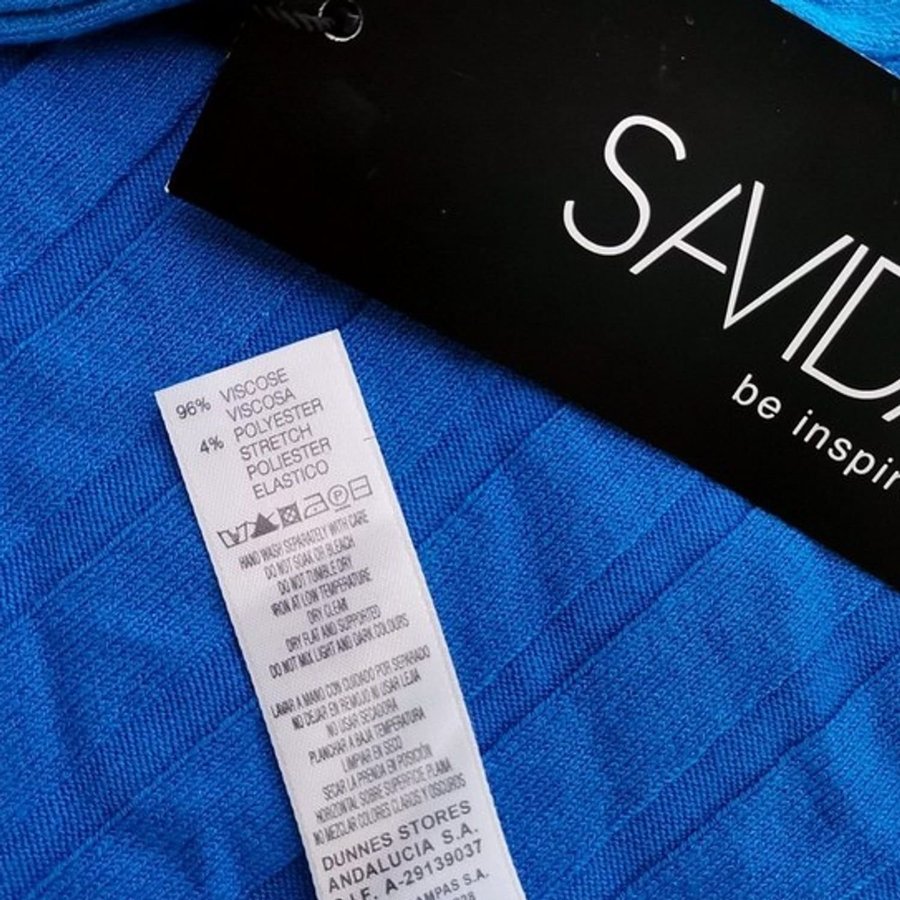 SAVIDA
be inspir
96% VISCOSE
VISCOSA
4% POLYESTER
STRETCH
POLIESTER
ELASTICO
P
HAND WASH SEPARATELY WITH CARE
DO NOT SOAK OR BLEACH
DO NOT TUMBLE DRY
IRON AT LOW TEMPERATURE
DRY CLEAN
DRY FLAT AND SUPPORTED
DO NOT MIX LIGHT AND DARK COLOURS
LAVAR A MANO CON CUIDADO POR SEPARADO
NO DEJAR EN REMOJO NI USAR LEJIA
NO USAR SECADORA
PLANCHAR A BAJA TEMPERATURA
LIMPIAR EN SECO
SECAR LA PRENDA EN POSICIÓN
HORIZONTAL SOBRE SUPERFICIE PLANA
NO MEZCLAR COLORES CLAROS Y OSCUROS
DUNNES STORES
ANDALUCIA S.A.
C.I.F. A-29139037
AMPAS S.A.